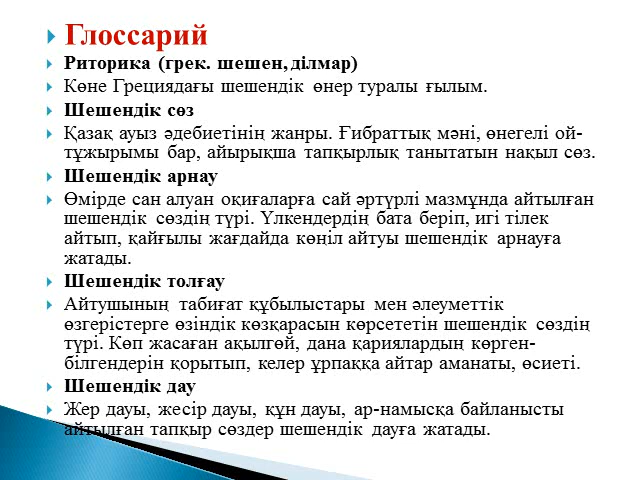 Глоссарий
Риторика (грек. шешен, ділмар)
Көне Грециядағы шешендік өнер туралы ғылым.
Шешендік сөз
Қазақ ауыз әдебиетінің жанры. Ғибраттық мәні, өнегелі ой-
тұжырымы бар, айырықша тапқырлық танытатын нақыл сөз.
Шешендік арнау
Өмірде сан алуан оқиғаларға сай әртүрлі мазмұнда айтылған
шешендік сөздің түрі. Үлкендердің бата беріп, игі тілек
айтып, қайғылы жағдайда көңіл айтуы шешендік арнауға
жатады.
Шешендік толғау
Айтушының табиғат құбылыстары мен әлеуметтік
өзгерістерге өзіндік көзқарасын көрсететін шешендік сөздің
түрі. Көп жасаған ақылгөй, дана қариялардың көрген-
білгендерін қорытып, келер ұрпаққа айтар аманаты, өсиеті.
Шешендік дау
Жер дауы, жесір дауы, құн дауы, ар-намысқа байланысты
айтылған тапқыр сөздер шешендік дауға жатады.